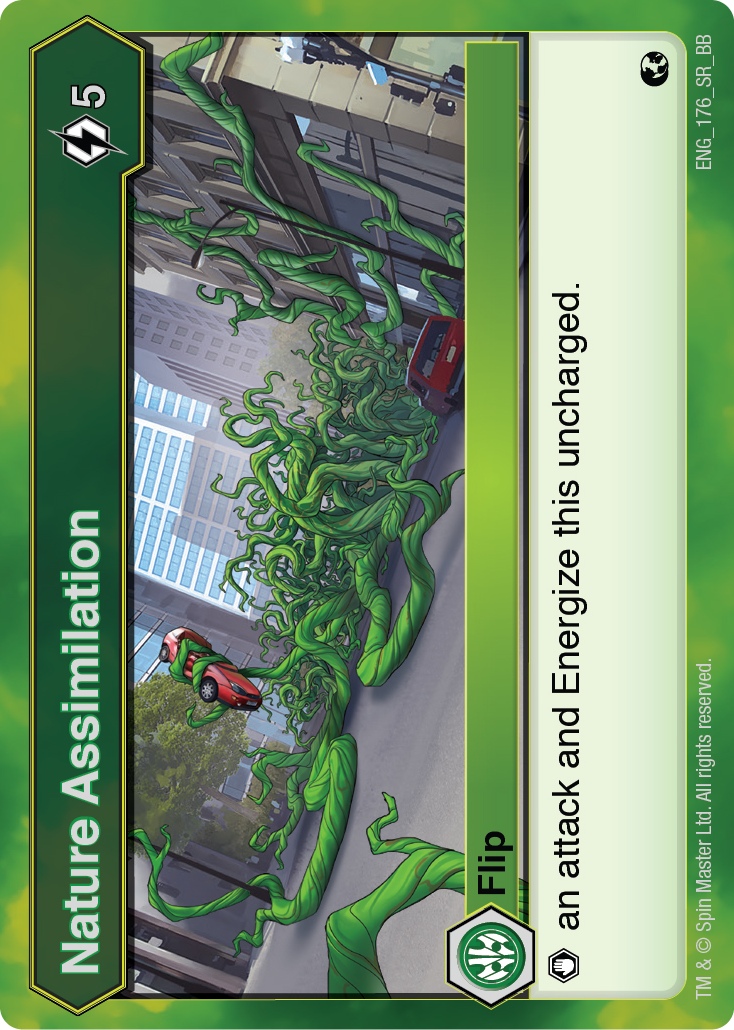 Nature Assimilation
5
Flip
an attack and Energize this uncharged.
TM & © Spin Master Ltd. All rights reserved.
ENG_176_SR_BB